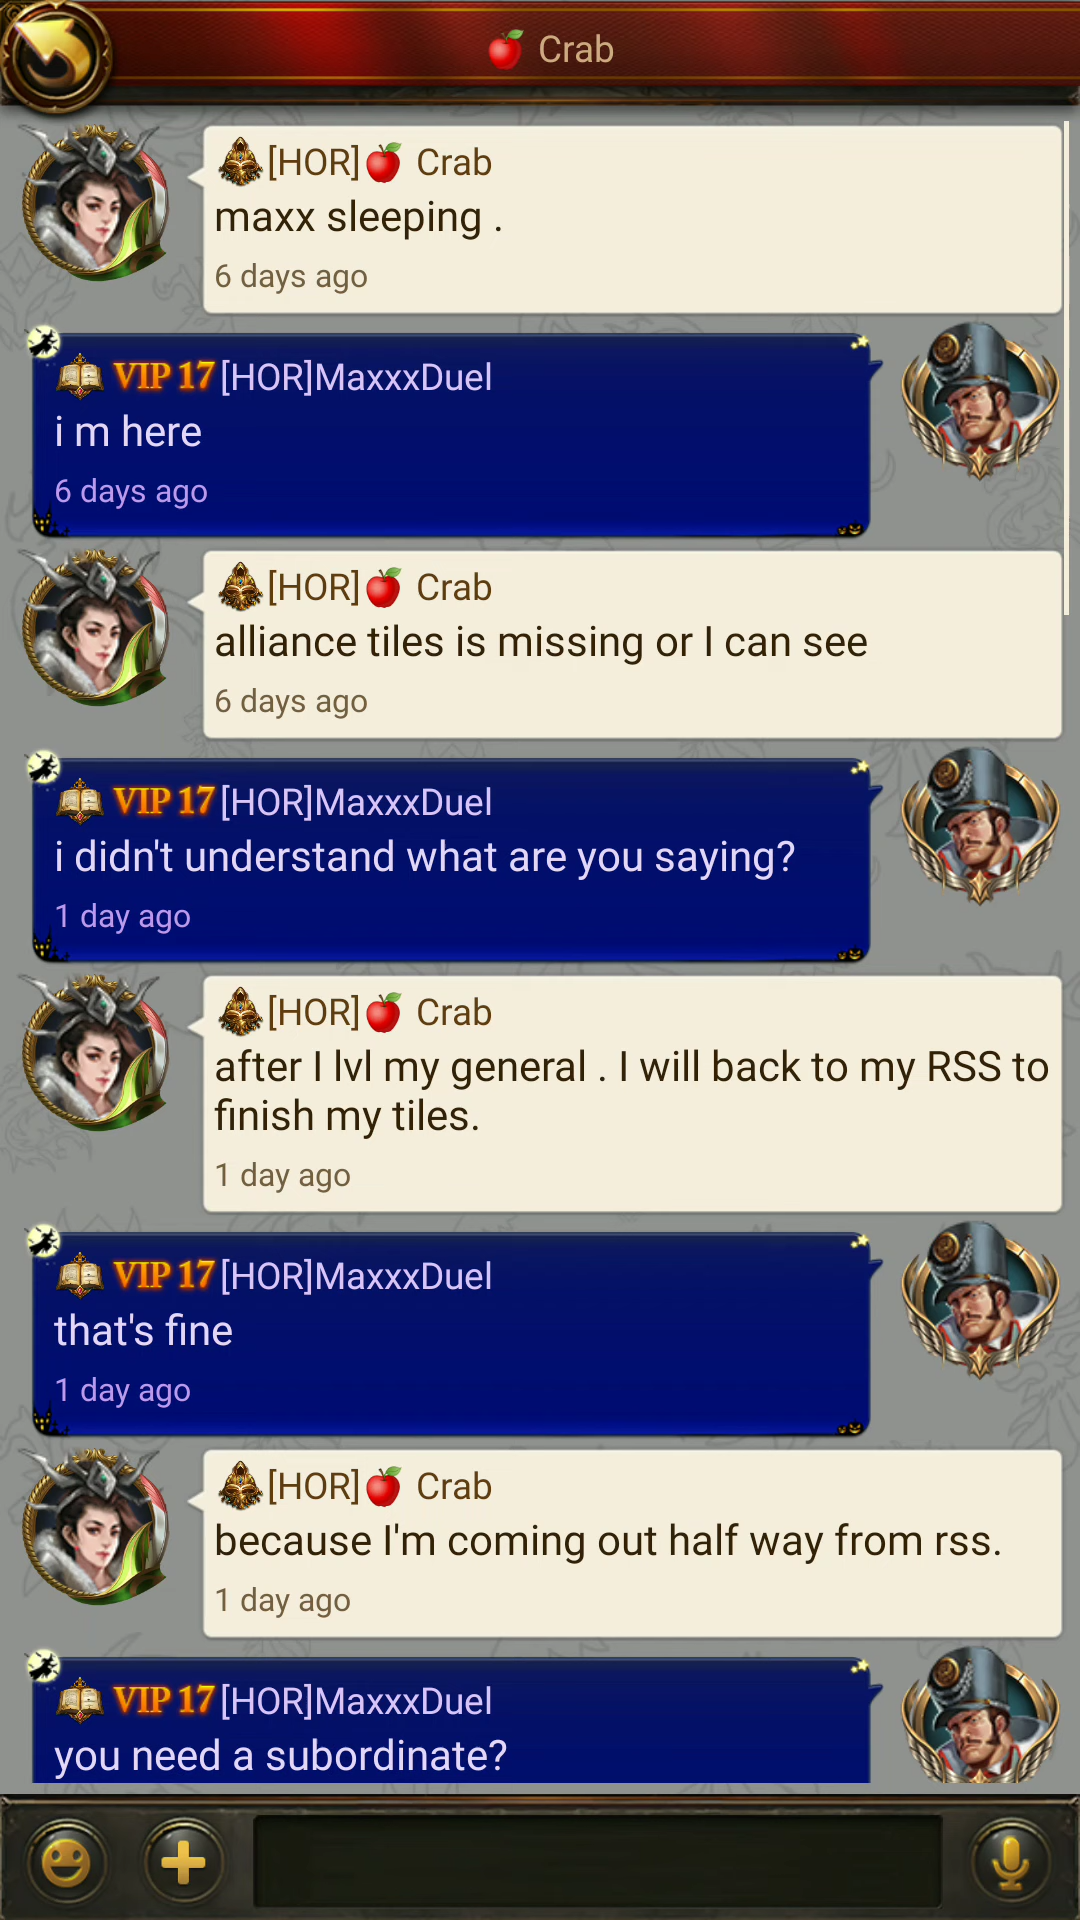 🍎 Crab
[HOR]🍎 Crab
maxx sleeping .
6 days ago
VIP 17 [HOR]MaxxxDuel
i m here
6 days ago
[HOR]🍎 Crab
alliance tiles is missing or I can see
6 days ago
VIP 17 [HOR]MaxxxDuel
i didn't understand what are you saying?
1 day ago
[HOR]🍎 Crab
after I lvl my general . I will back to my RSS to
finish my tiles.
1 day ago
VIP 17 [HOR]MaxxxDuel
that's fine
1 day ago
[HOR]🍎 Crab
because I'm coming out half way from rss.
1 day ago
VIP 17 [HOR]MaxxxDuel
you need a subordinate?